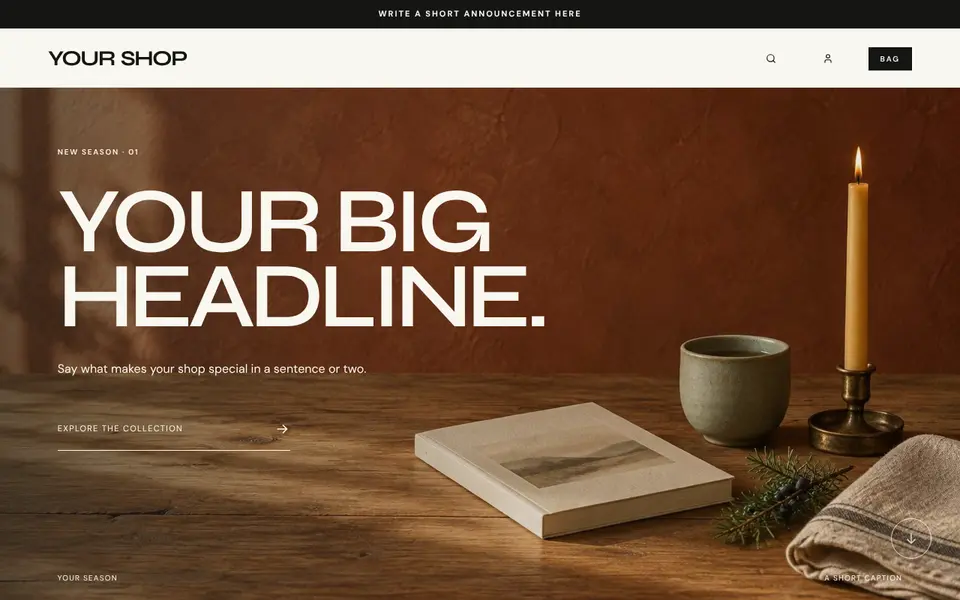 WRITE A SHORT ANNOUNCEMENT HERE
YOUR SHOP
BAG
NEW SEASON · 01
YOUR BIG
HEADLINE.
Say what makes your shop special in a sentence or two.
EXPLORE THE COLLECTION
YOUR SEASON
A SHORT CAPTION